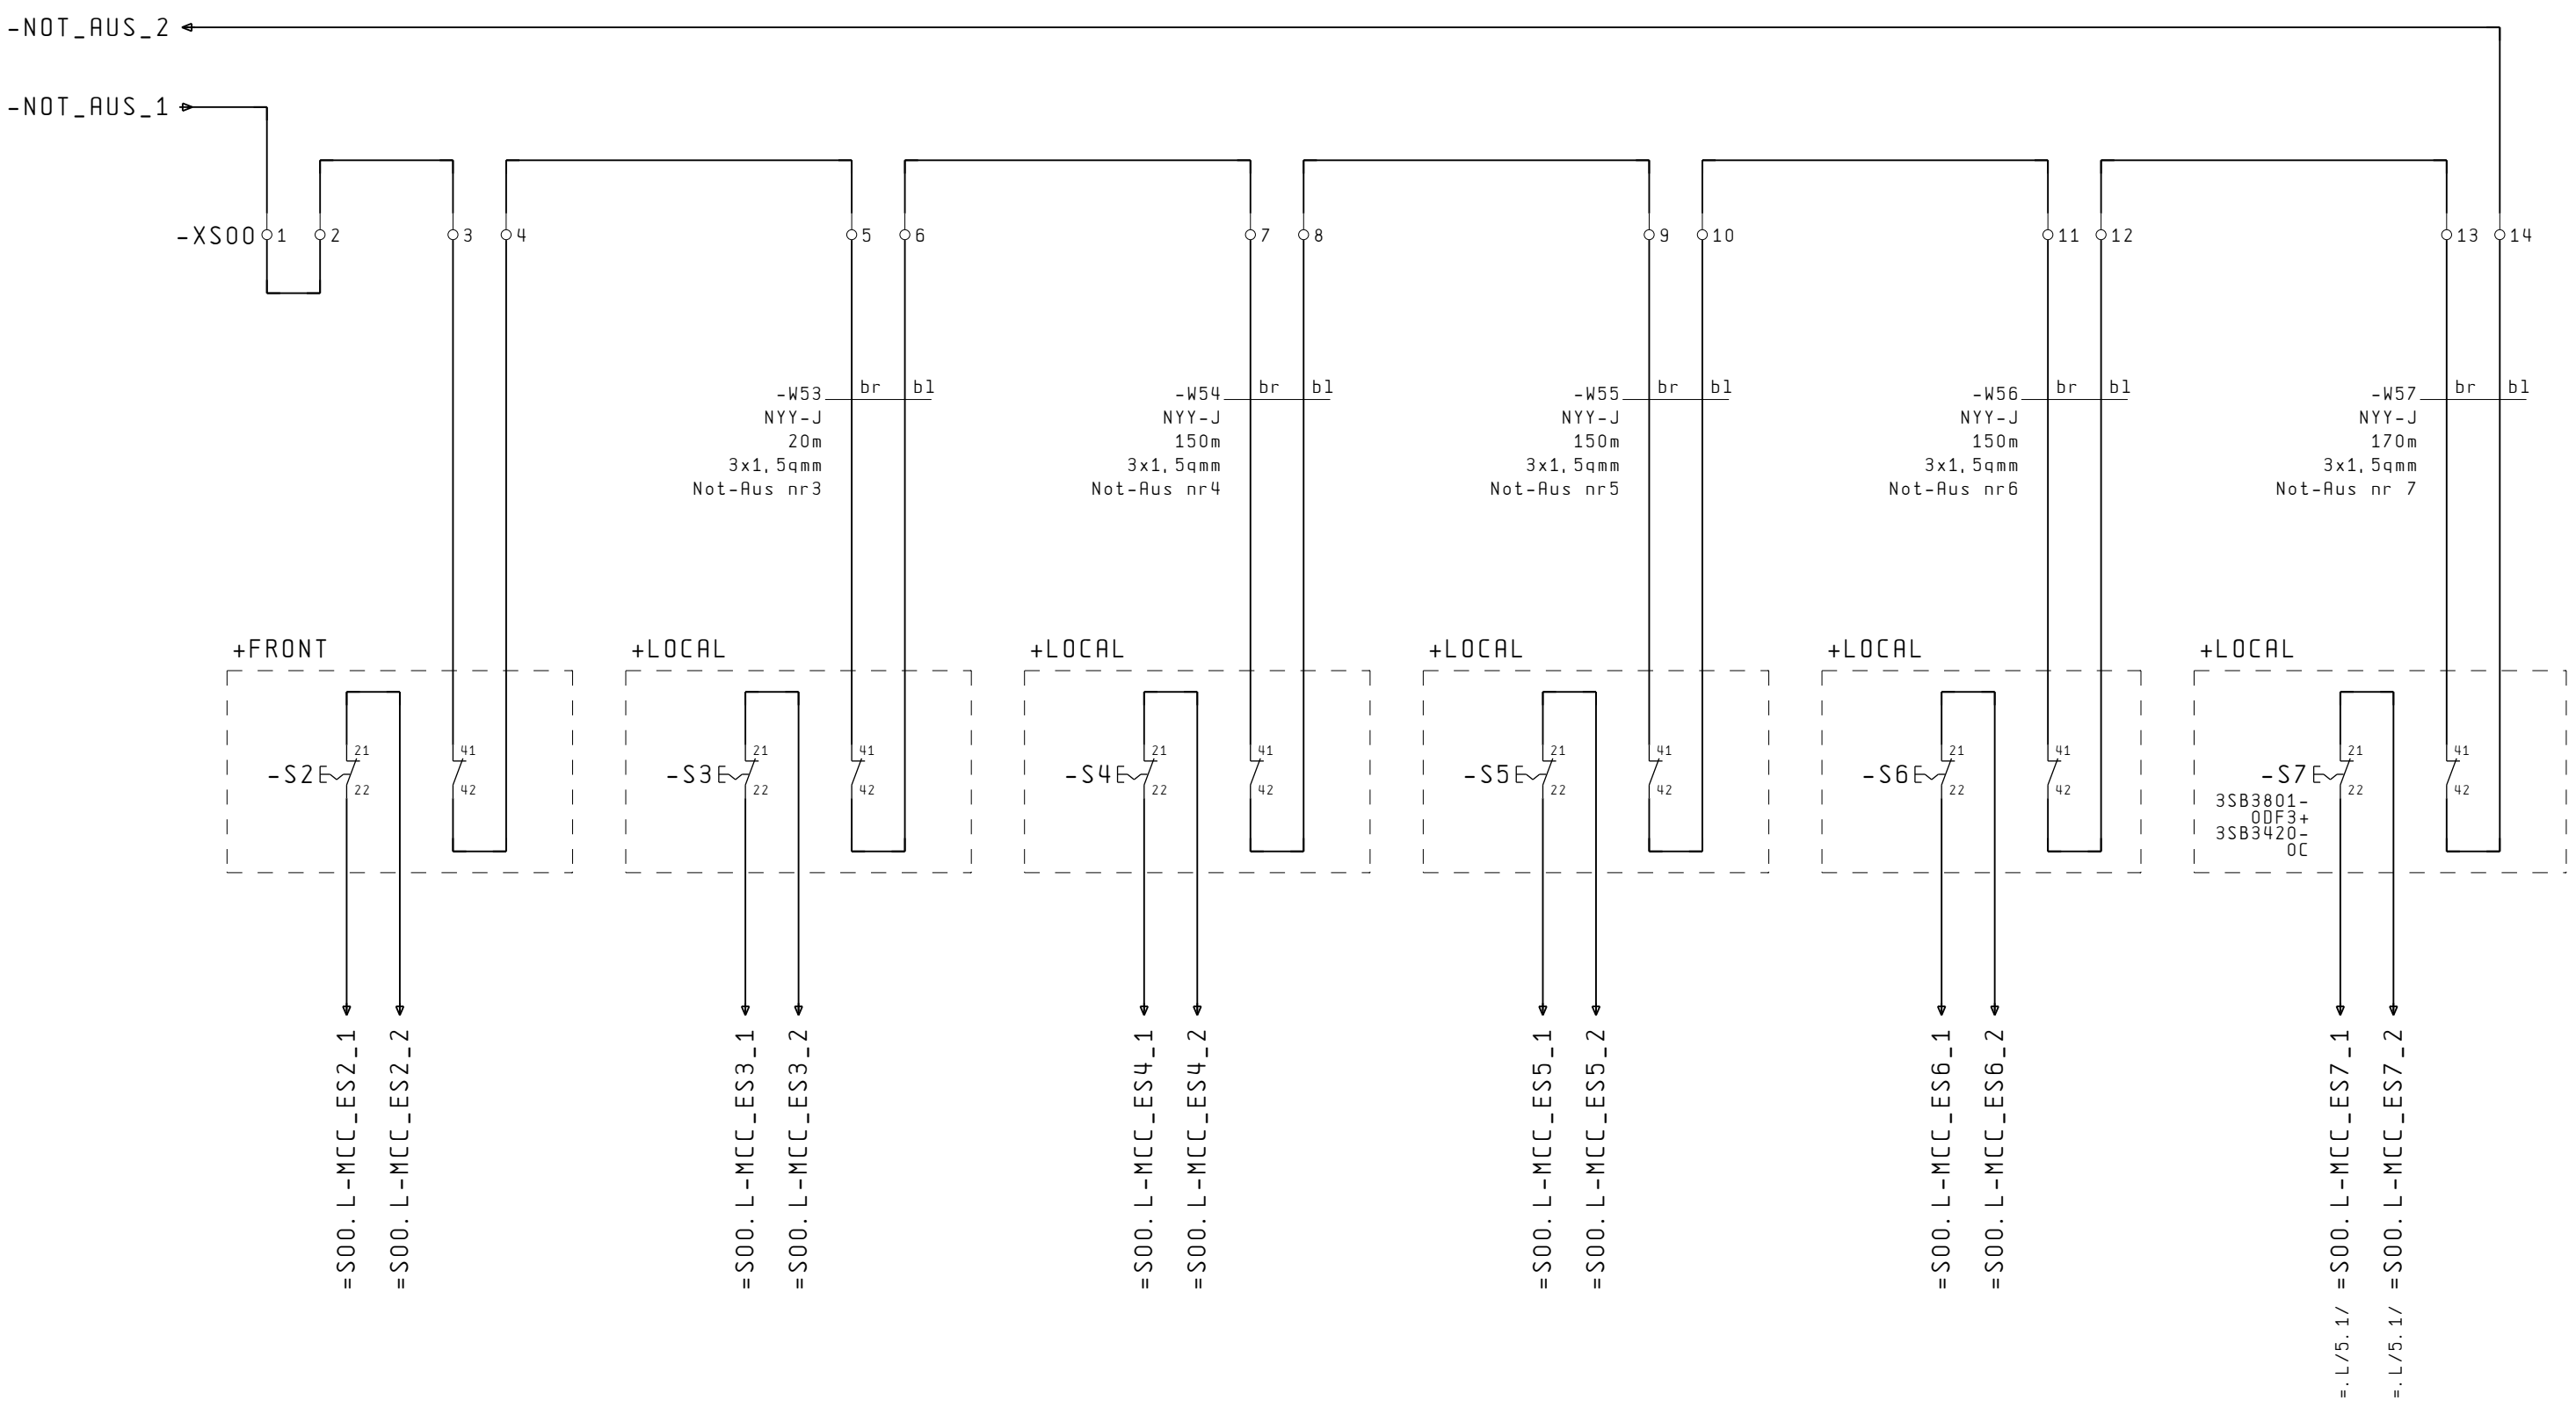 -NOT_AUS_2
-NOT_AUS_1
-XS00 1 2 3 4 5 6 7 8 9 10 11 12 13 14
-W53 br bl
NYY-J
20m
3x1,5qmm
Not-Aus nr3
-W54 br bl
NYY-J
150m
3x1,5qmm
Not-Aus nr4
-W55 br bl
NYY-J
150m
3x1,5qmm
Not-Aus nr5
-W56 br bl
NYY-J
150m
3x1,5qmm
Not-Aus nr6
-W57 br bl
NYY-J
170m
3x1,5qmm
Not-Aus nr 7
+FRONT
21 41
-S2
22 42
+LOCAL
21 41
-S3
22 42
+LOCAL
21 41
-S4
22 42
+LOCAL
21 41
-S5
22 42
+LOCAL
21 41
-S6
22 42
+LOCAL
21 41
-S7
22 42
3SB3801-
0DF3+
3SB3420-
0C
=S00.L-MCC_ES2_1
=S00.L-MCC_ES2_2
=S00.L-MCC_ES3_1
=S00.L-MCC_ES3_2
=S00.L-MCC_ES4_1
=S00.L-MCC_ES4_2
=S00.L-MCC_ES5_1
=S00.L-MCC_ES5_2
=S00.L-MCC_ES6_1
=S00.L-MCC_ES6_2
=.L/5.1/ =S00.L-MCC_ES7_1
=.L/5.1/ =S00.L-MCC_ES7_2